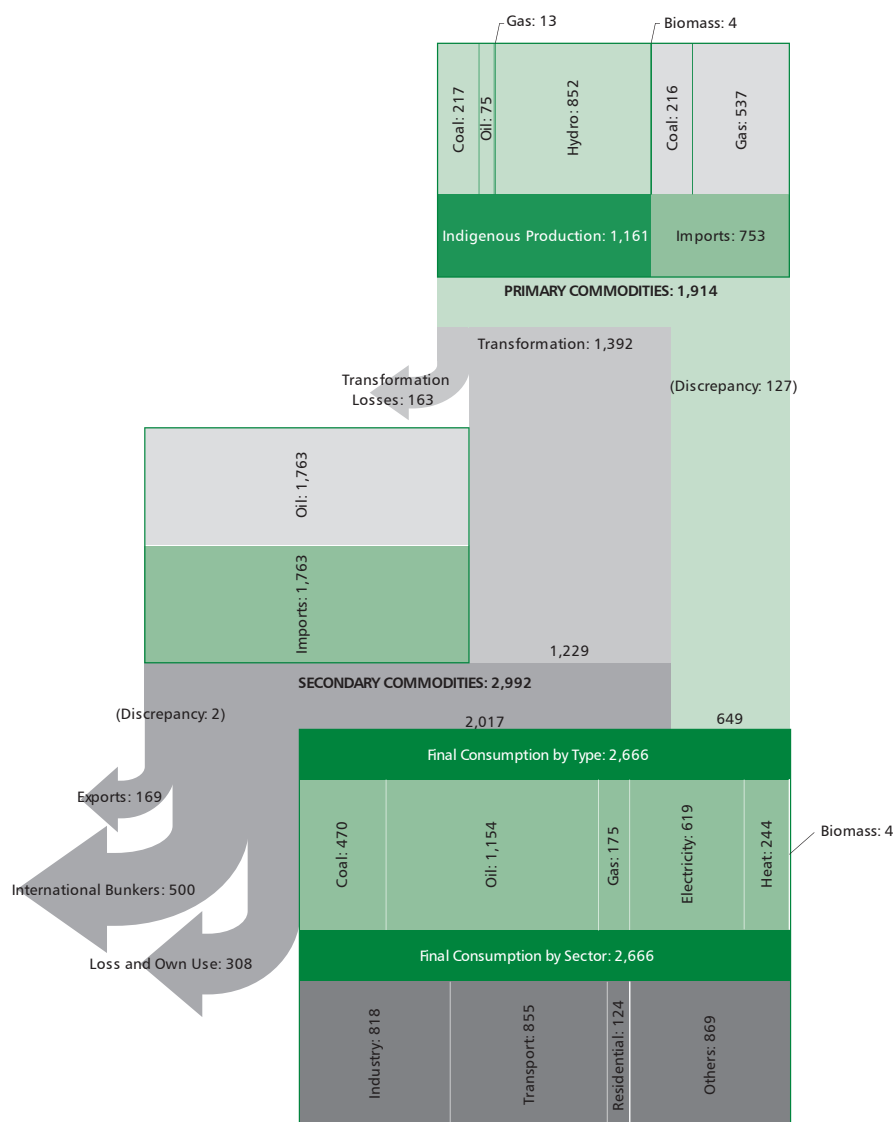 Gas: 13
Biomass: 4
Coal: 217
Oil: 75
Hydro: 852
Coal: 216
Gas: 537
Indigenous Production: 1,161
Imports: 753
PRIMARY COMMODITIES: 1,914
Transformation: 1,392
Transformation
Losses: 163
(Discrepancy: 127)
Oil: 1,763
Imports: 1,763
1,229
SECONDARY COMMODITIES: 2,992
(Discrepancy: 2)
2,017
649
Final Consumption by Type: 2,666
Exports: 169
Coal: 470
Oil: 1,154
Gas: 175
Electricity: 619
Heat: 244
Biomass: 4
International Bunkers: 500
Final Consumption by Sector: 2,666
Loss and Own Use: 308
Industry: 818
Transport: 855
Residential: 124
Others: 869